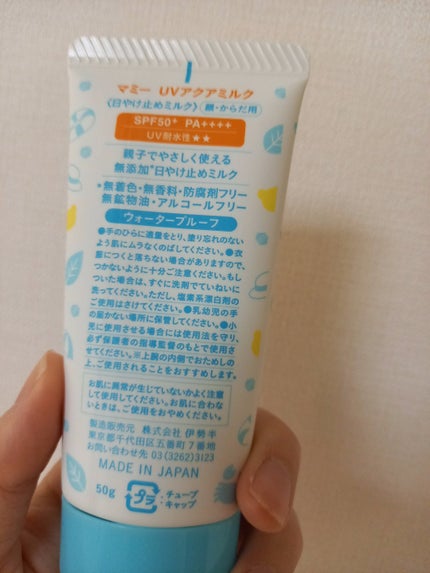 マミー UVアクアミルク
〈日やけ止めミルク〉 顔・からだ用
SPF50+ PA++++
UV耐水性★★
親子でやさしく使える
無添加*日やけ止めミルク
*無着色・無香料・防腐剤フリー
無鉱物油・アルコールフリー
ウォータープルーフ
●手のひらに適量をとり、塗り忘れのない
よう肌にムラなくのばしてください。●衣
服につくと落ちない場合がありますので、
つかないように十分ご注意ください。もし
ついた場合は、すぐに洗剤でていねいに
洗ってください。ただし、塩素系漂白剤の
ご使用はさけてください。●乳幼児の手
の届かない場所に保管してください。●小
児に使用させる場合には使用法を守り、
必ず保護者の指導監督のもとで使用さ
せてください。※上腕の内側でおためしの
上、ご使用されることをおすすめします。
お肌に異常が生じていないかよく注意
して使用してください。お肌に合わな
いときは、ご使用をおやめください。
製造販売元 株式会社 伊勢半
東京都千代田区五番町7番地
お問い合わせ先 03(3262)3123
MADE IN JAPAN
50g プラ :チューブ
キャップ